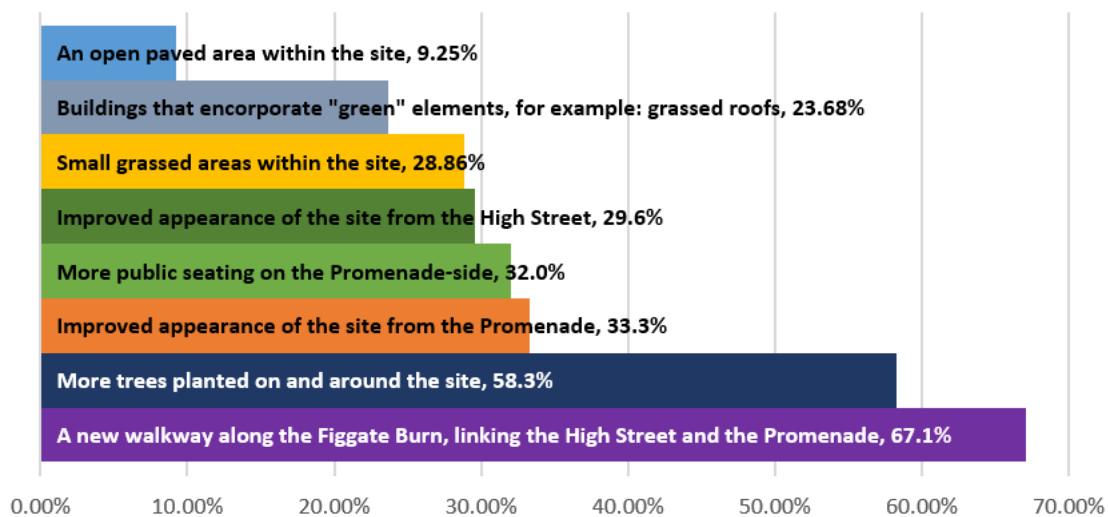 An open paved area within the site, 9.25%
Buildings that encorporate "green" elements, for example: grassed roofs, 23.68%
Small grassed areas within the site, 28.86%
Improved appearance of the site from the High Street, 29.6%
More public seating on the Promenade-side, 32.0%
Improved appearance of the site from the Promenade, 33.3%
More trees planted on and around the site, 58.3%
A new walkway along the Figgate Burn, linking the High Street and the Promenade, 67.1%
0.00% 10.00% 20.00% 30.00% 40.00% 50.00% 60.00% 70.00%